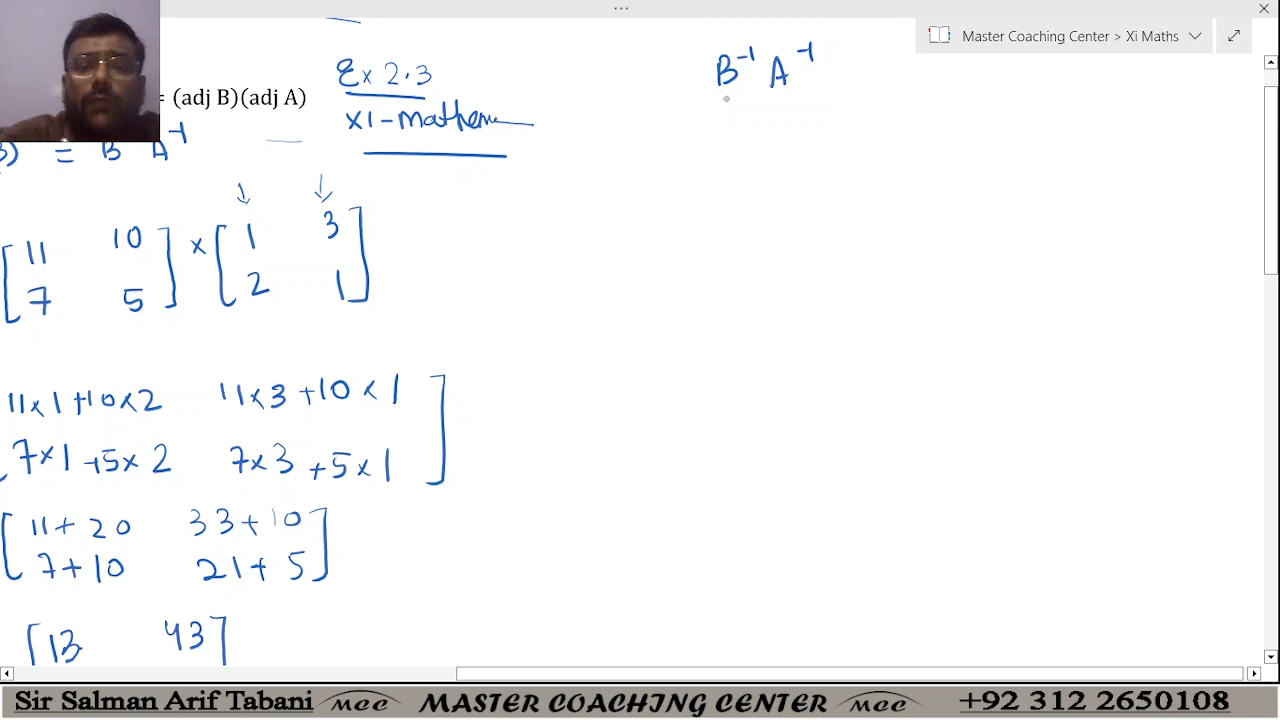 Master Coaching Center > Xi Maths
B⁻¹ A⁻¹
Ex 2.3
= (adj B)(adj A)
XI - Mathem
) = B A⁻¹
[11 10] × [1 3]
[7 5] [2 1]
11×1+10×2 11×3+10×1
7×1+5×2 7×3+5×1
11+20 33+10
7+10 21+5
[13 43]
Sir Salman Arif Tabani MCC MASTER COACHING CENTER MCC +92 312 2650108